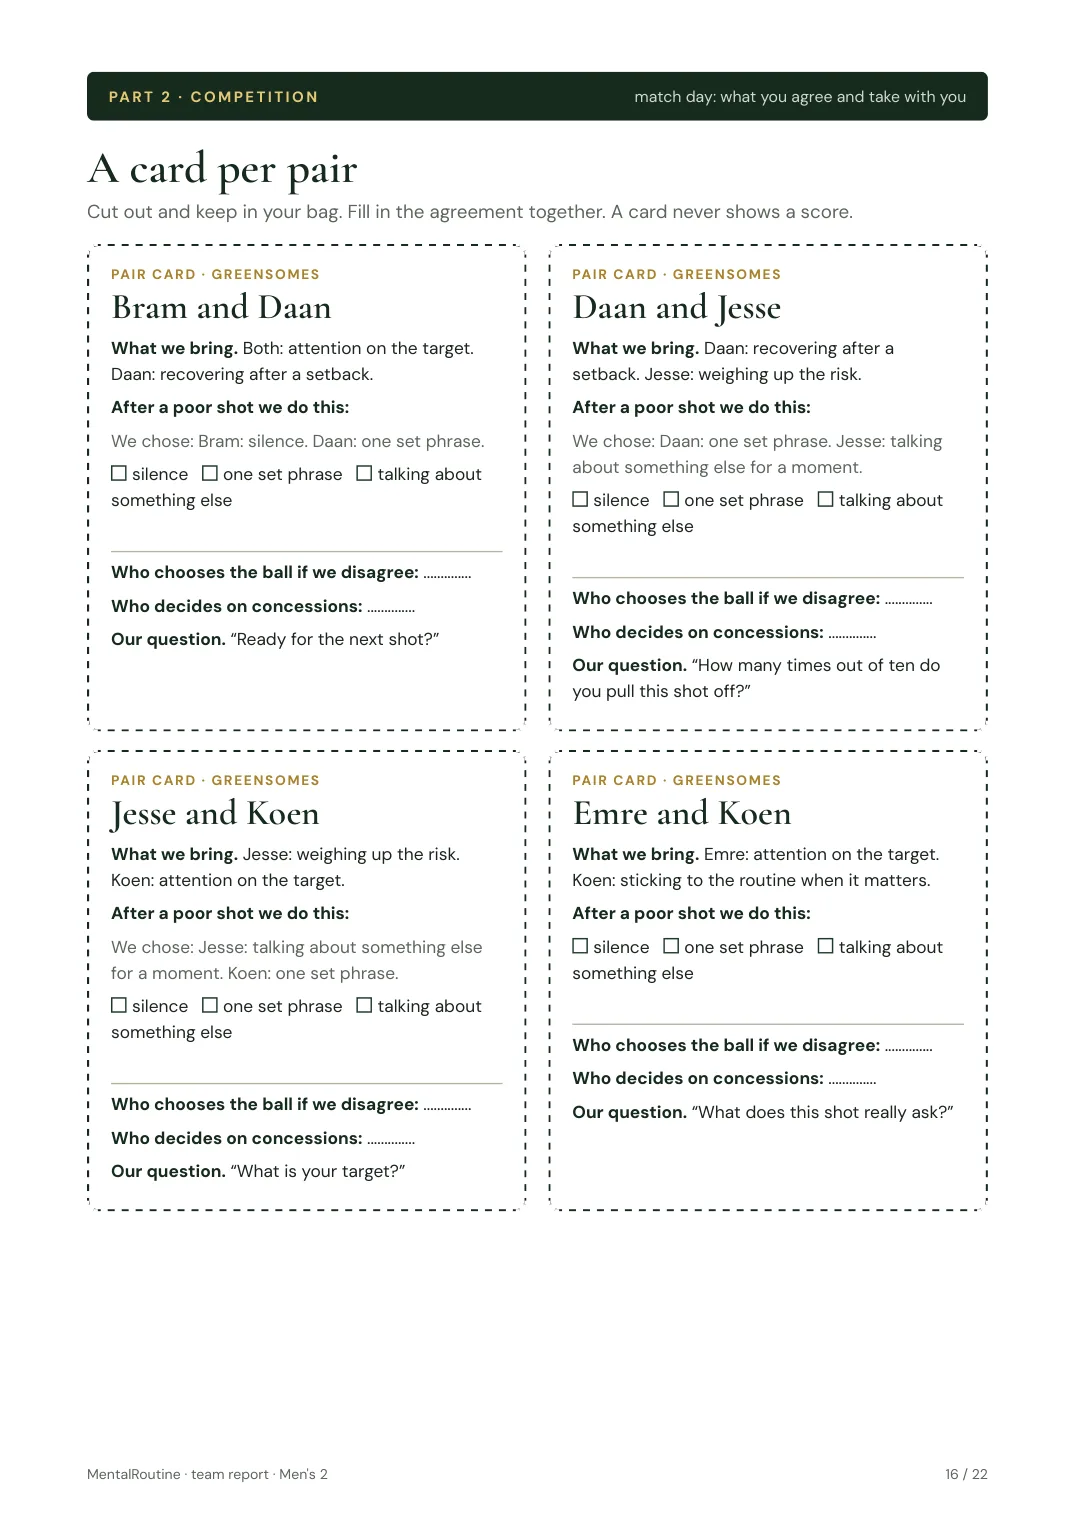 PART 2 · COMPETITION
match day: what you agree and take with you
A card per pair
Cut out and keep in your bag. Fill in the agreement together. A card never shows a score.
PAIR CARD · GREENSOMES
Bram and Daan
What we bring. Both: attention on the target.
Daan: recovering after a setback.
After a poor shot we do this:
We chose: Bram: silence. Daan: one set phrase.
☐ silence ☐ one set phrase ☐ talking about
something else
Who chooses the ball if we disagree: ..............
Who decides on concessions: ..............
Our question. “Ready for the next shot?”
PAIR CARD · GREENSOMES
Daan and Jesse
What we bring. Daan: recovering after a
setback. Jesse: weighing up the risk.
After a poor shot we do this:
We chose: Daan: one set phrase. Jesse: talking
about something else for a moment.
☐ silence ☐ one set phrase ☐ talking about
something else
Who chooses the ball if we disagree: ..............
Who decides on concessions: ..............
Our question. “How many times out of ten do
you pull this shot off?”
PAIR CARD · GREENSOMES
Jesse and Koen
What we bring. Jesse: weighing up the risk.
Koen: attention on the target.
After a poor shot we do this:
We chose: Jesse: talking about something else
for a moment. Koen: one set phrase.
☐ silence ☐ one set phrase ☐ talking about
something else
Who chooses the ball if we disagree: ..............
Who decides on concessions: ..............
Our question. “What is your target?”
PAIR CARD · GREENSOMES
Emre and Koen
What we bring. Emre: attention on the target.
Koen: sticking to the routine when it matters.
After a poor shot we do this:
☐ silence ☐ one set phrase ☐ talking about
something else
Who chooses the ball if we disagree: ..............
Who decides on concessions: ..............
Our question. “What does this shot really ask?”
MentalRoutine · team report · Men's 2
16 / 22